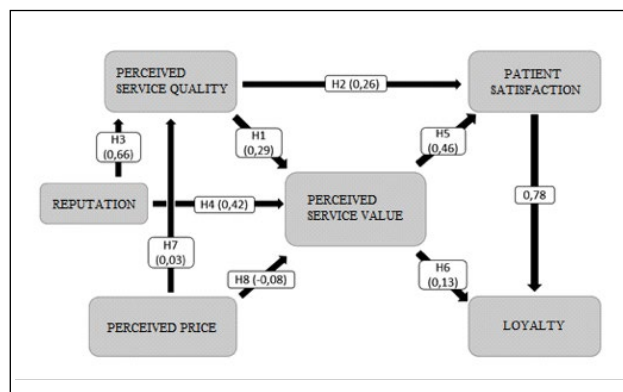 PERCEIVED
SERVICE QUALITY
H2 (0,26)
PATIENT
SATISFACTION
H3
(0,66)
H1
(0,29)
H5
(0,46)
REPUTATION
H4 (0,42)
PERCEIVED
SERVICE VALUE
0,78
H7
(0,03)
H8 (-0,08)
H6
(0,13)
PERCEIVED PRICE
LOYALTY